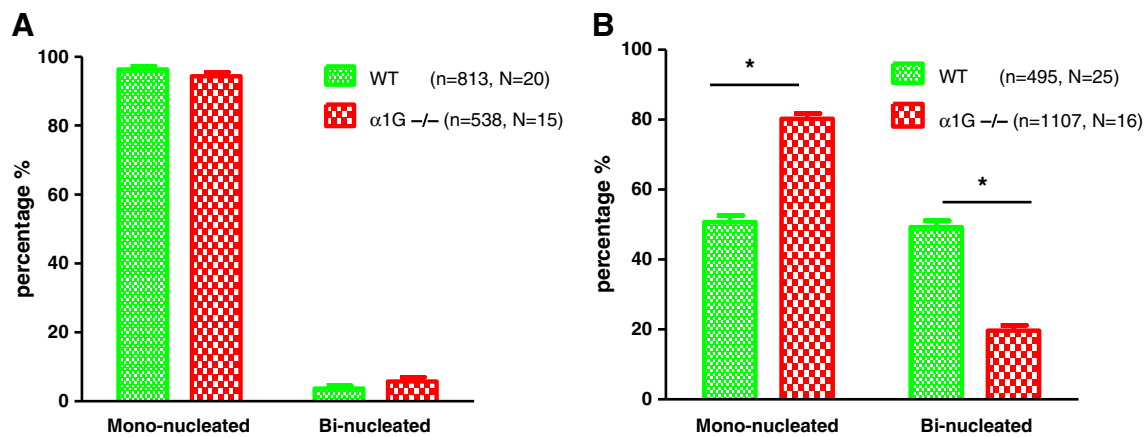 A
percentage %
100
80
60
40
20
0
WT (n=813, N=20)
α1G –/– (n=538, N=15)
Mono-nucleated Bi-nucleated
B
percentage %
100
80
60
40
20
0
*
*
WT (n=495, N=25)
α1G –/– (n=1107, N=16)
Mono-nucleated Bi-nucleated